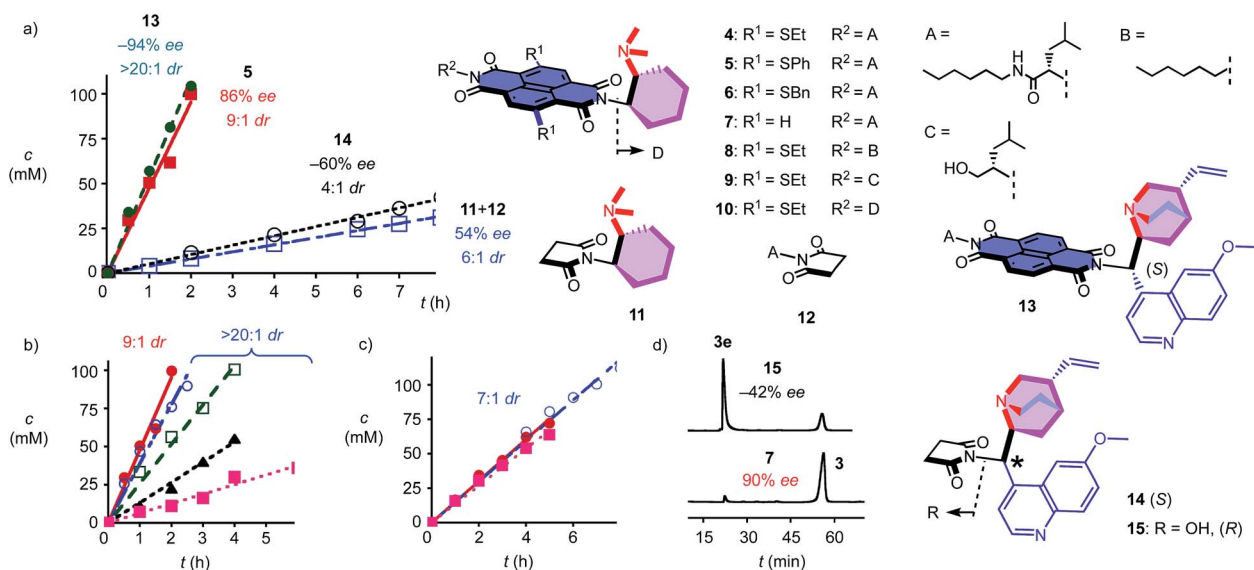 a)
13
–94% ee
>20:1 dr
5
86% ee
9:1 dr
14
–60% ee
4:1 dr
c
(mM)
100
75
50
25
0
0 1 2 3 4 5 6 7
t (h)
R¹
N
O O
R²–N N
O O
R¹
D
11+12
54% ee
6:1 dr
N
O
N
O
11
4: R¹ = SEt R² = A
5: R¹ = SPh R² = A
6: R¹ = SBn R² = A
7: R¹ = H R² = A
8: R¹ = SEt R² = B
9: R¹ = SEt R² = C
10: R¹ = SEt R² = D
A–N
O
O
12
A =
H
N
O
B =
C =
HO
N
O O
A–N N
O O
(S)
O
N
13
b)
9:1 dr
>20:1 dr
c
(mM)
100
75
50
25
0
0 1 2 3 4 5
t (h)
c)
7:1 dr
c
(mM)
100
75
50
25
0
0 2 4 6
t (h)
d)
3e
15
–42% ee
7
90% ee
3
15 30 45 60
t (min)
N
O
N
O
*
O
R
N
14 (S)
15: R = OH, (R)